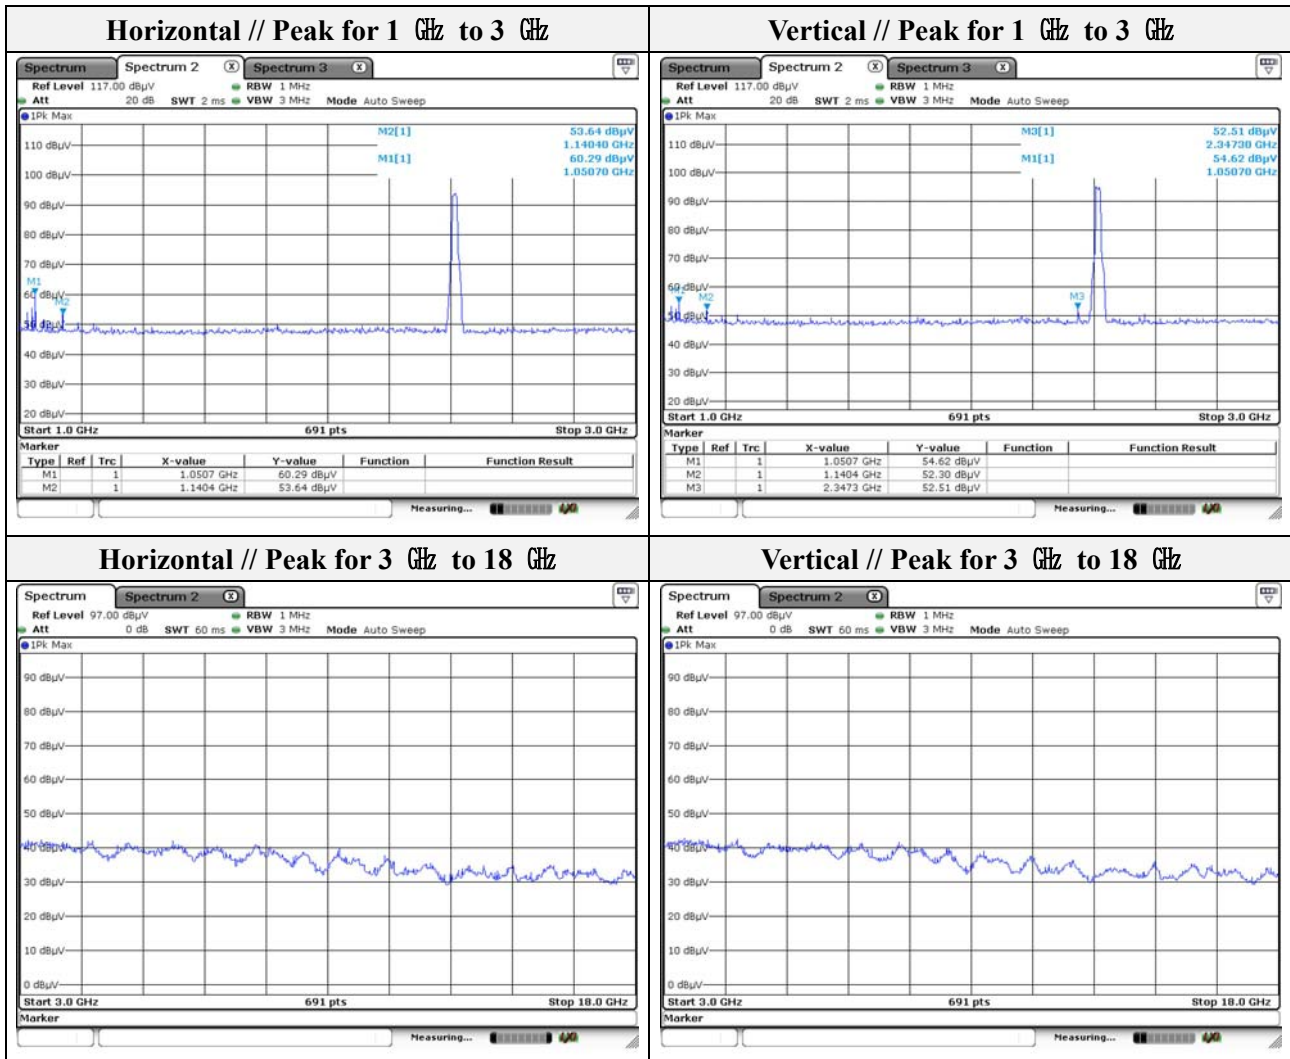 Horizontal // Peak for 1 ㎓ to 3 ㎓
Spectrum Spectrum 2 X Spectrum 3 X
Ref Level 117.00 dBµV RBW 1 MHz
Att 20 dB SWT 2 ms VBW 3 MHz Mode Auto Sweep
1Pk Max
M2[1] 53.64 dBµV
1.14040 GHz
M1[1] 60.29 dBµV
1.05070 GHz
110 dBµV
100 dBµV
90 dBµV
80 dBµV
70 dBµV
M1
60 dBµV
M2
50 dBµV
40 dBµV
30 dBµV
20 dBµV
Start 1.0 GHz 691 pts Stop 3.0 GHz
Marker
Type Ref Trc X-value Y-value Function Function Result
M1 1 1.0507 GHz 60.29 dBµV
M2 1 1.1404 GHz 53.64 dBµV
Measuring...
Vertical // Peak for 1 ㎓ to 3 ㎓
Spectrum Spectrum 2 X Spectrum 3 X
Ref Level 117.00 dBµV RBW 1 MHz
Att 20 dB SWT 2 ms VBW 3 MHz Mode Auto Sweep
1Pk Max
M3[1] 52.51 dBµV
2.34730 GHz
M1[1] 54.62 dBµV
1.05070 GHz
110 dBµV
100 dBµV
90 dBµV
80 dBµV
70 dBµV
60 dBµV
M1 M2 M3
50 dBµV
40 dBµV
30 dBµV
20 dBµV
Start 1.0 GHz 691 pts Stop 3.0 GHz
Marker
Type Ref Trc X-value Y-value Function Function Result
M1 1 1.0507 GHz 54.62 dBµV
M2 1 1.1404 GHz 52.30 dBµV
M3 1 2.3473 GHz 52.51 dBµV
Measuring...
Horizontal // Peak for 3 ㎓ to 18 ㎓
Spectrum Spectrum 2 X
Ref Level 97.00 dBµV RBW 1 MHz
Att 0 dB SWT 60 ms VBW 3 MHz Mode Auto Sweep
1Pk Max
90 dBµV
80 dBµV
70 dBµV
60 dBµV
50 dBµV
40 dBµV
30 dBµV
20 dBµV
10 dBµV
0 dBµV
Start 3.0 GHz 691 pts Stop 18.0 GHz
Marker
Measuring...
Vertical // Peak for 3 ㎓ to 18 ㎓
Spectrum Spectrum 2 X
Ref Level 97.00 dBµV RBW 1 MHz
Att 0 dB SWT 60 ms VBW 3 MHz Mode Auto Sweep
1Pk Max
90 dBµV
80 dBµV
70 dBµV
60 dBµV
50 dBµV
40 dBµV
30 dBµV
20 dBµV
10 dBµV
0 dBµV
Start 3.0 GHz 691 pts Stop 18.0 GHz
Marker
Measuring...